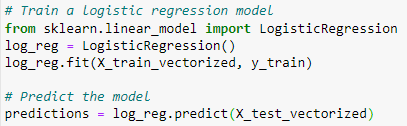 # Train a logistic regression model
from sklearn.linear_model import LogisticRegression
log_reg = LogisticRegression()
log_reg.fit(X_train_vectorized, y_train)
# Predict the model
predictions = log_reg.predict(X_test_vectorized)